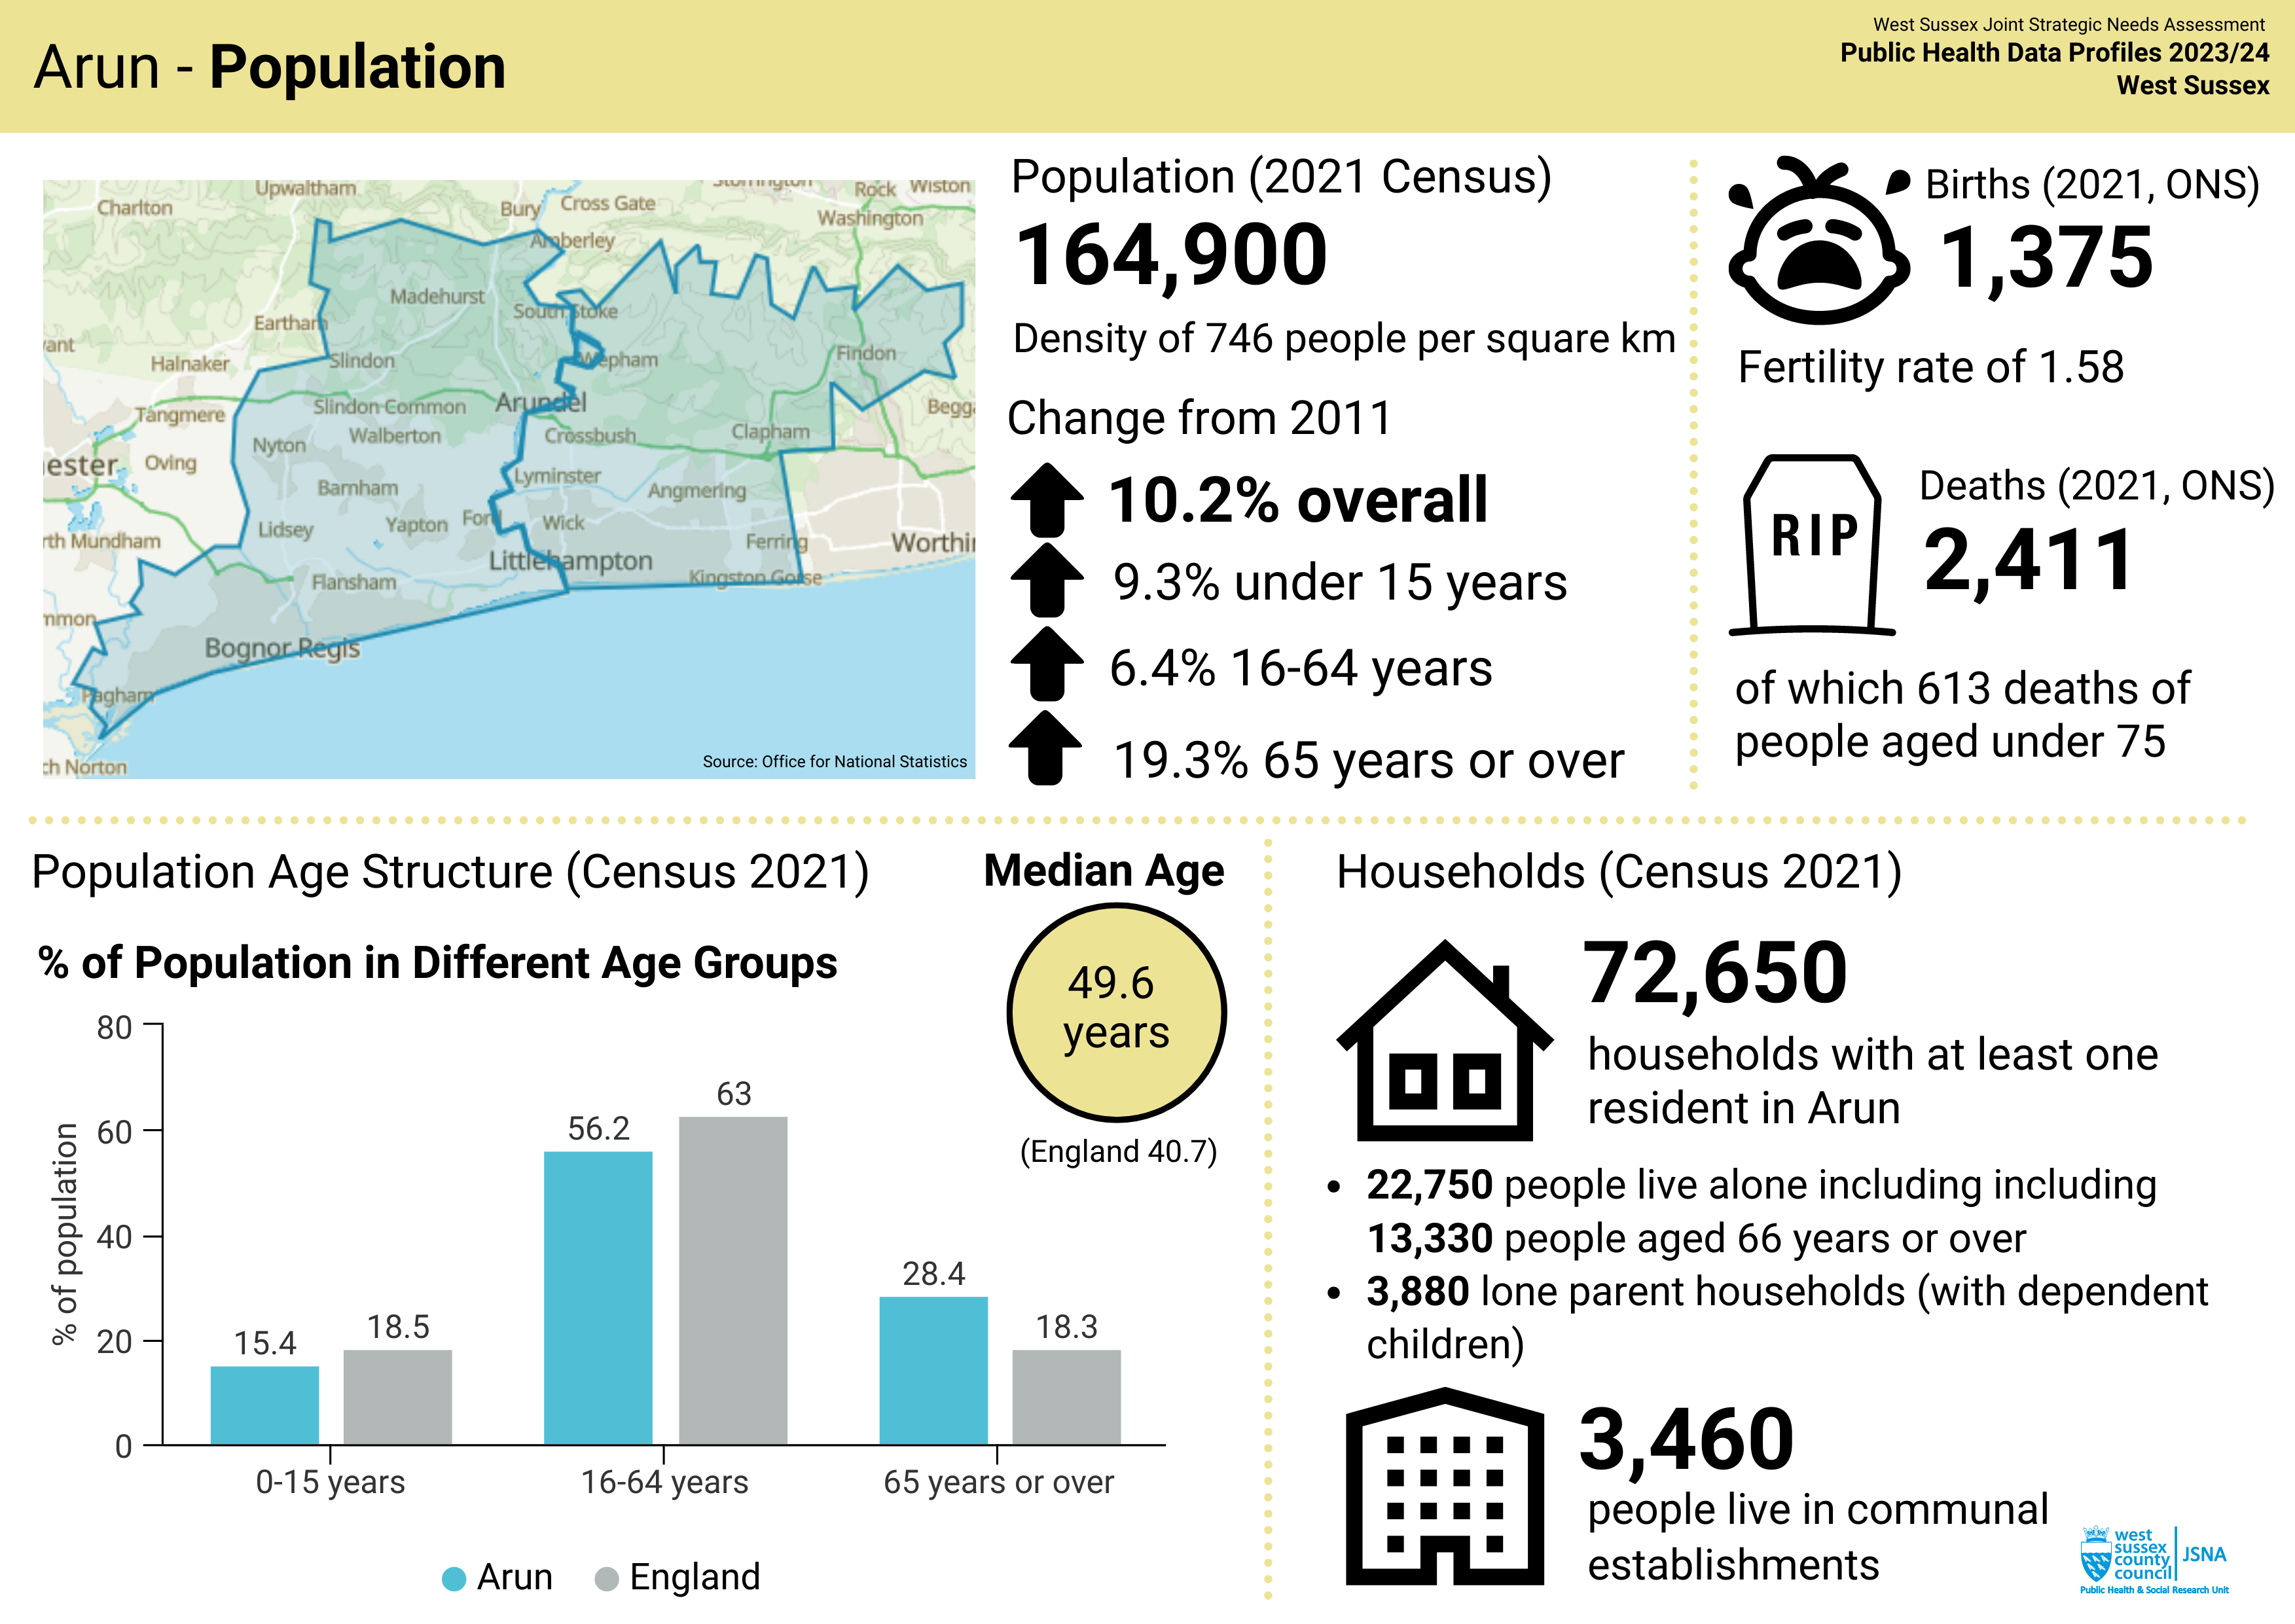 Arun - Population
West Sussex Joint Strategic Needs Assessment
Public Health Data Profiles 2023/24
West Sussex
Upwaltham
Charlton
Bury
Cross Gate
Rock
Wiston
Washington
Amberley
Madehurst
South Stoke
Eartham
Halnaker
Slindon
Wepham
Findon
Tangmere
Slindon Common
Arundel
Nyton
Walberton
Crossbush
Clapham
Oving
Lyminster
Barnham
Angmering
Lidsey
Yapton
Wick
Ferring
Littlehampton
Flansham
Kingston Gorse
Bognor Regis
Pagham
Source: Office for National Statistics
Population (2021 Census)
164,900
Density of 746 people per square km
Change from 2011
10.2% overall
9.3% under 15 years
6.4% 16-64 years
19.3% 65 years or over
Births (2021, ONS)
1,375
Fertility rate of 1.58
RIP
Deaths (2021, ONS)
2,411
of which 613 deaths of
people aged under 75
Population Age Structure (Census 2021)
% of Population in Different Age Groups
% of population
80
60
40
20
0
15.4
18.5
56.2
63
28.4
18.3
0-15 years
16-64 years
65 years or over
Arun
England
Median Age
49.6
years
(England 40.7)
Households (Census 2021)
72,650
households with at least one
resident in Arun
• 22,750 people live alone including including
13,330 people aged 66 years or over
• 3,880 lone parent households (with dependent
children)
3,460
people live in communal
establishments
west
sussex
county
council
JSNA
Public Health & Social Research Unit